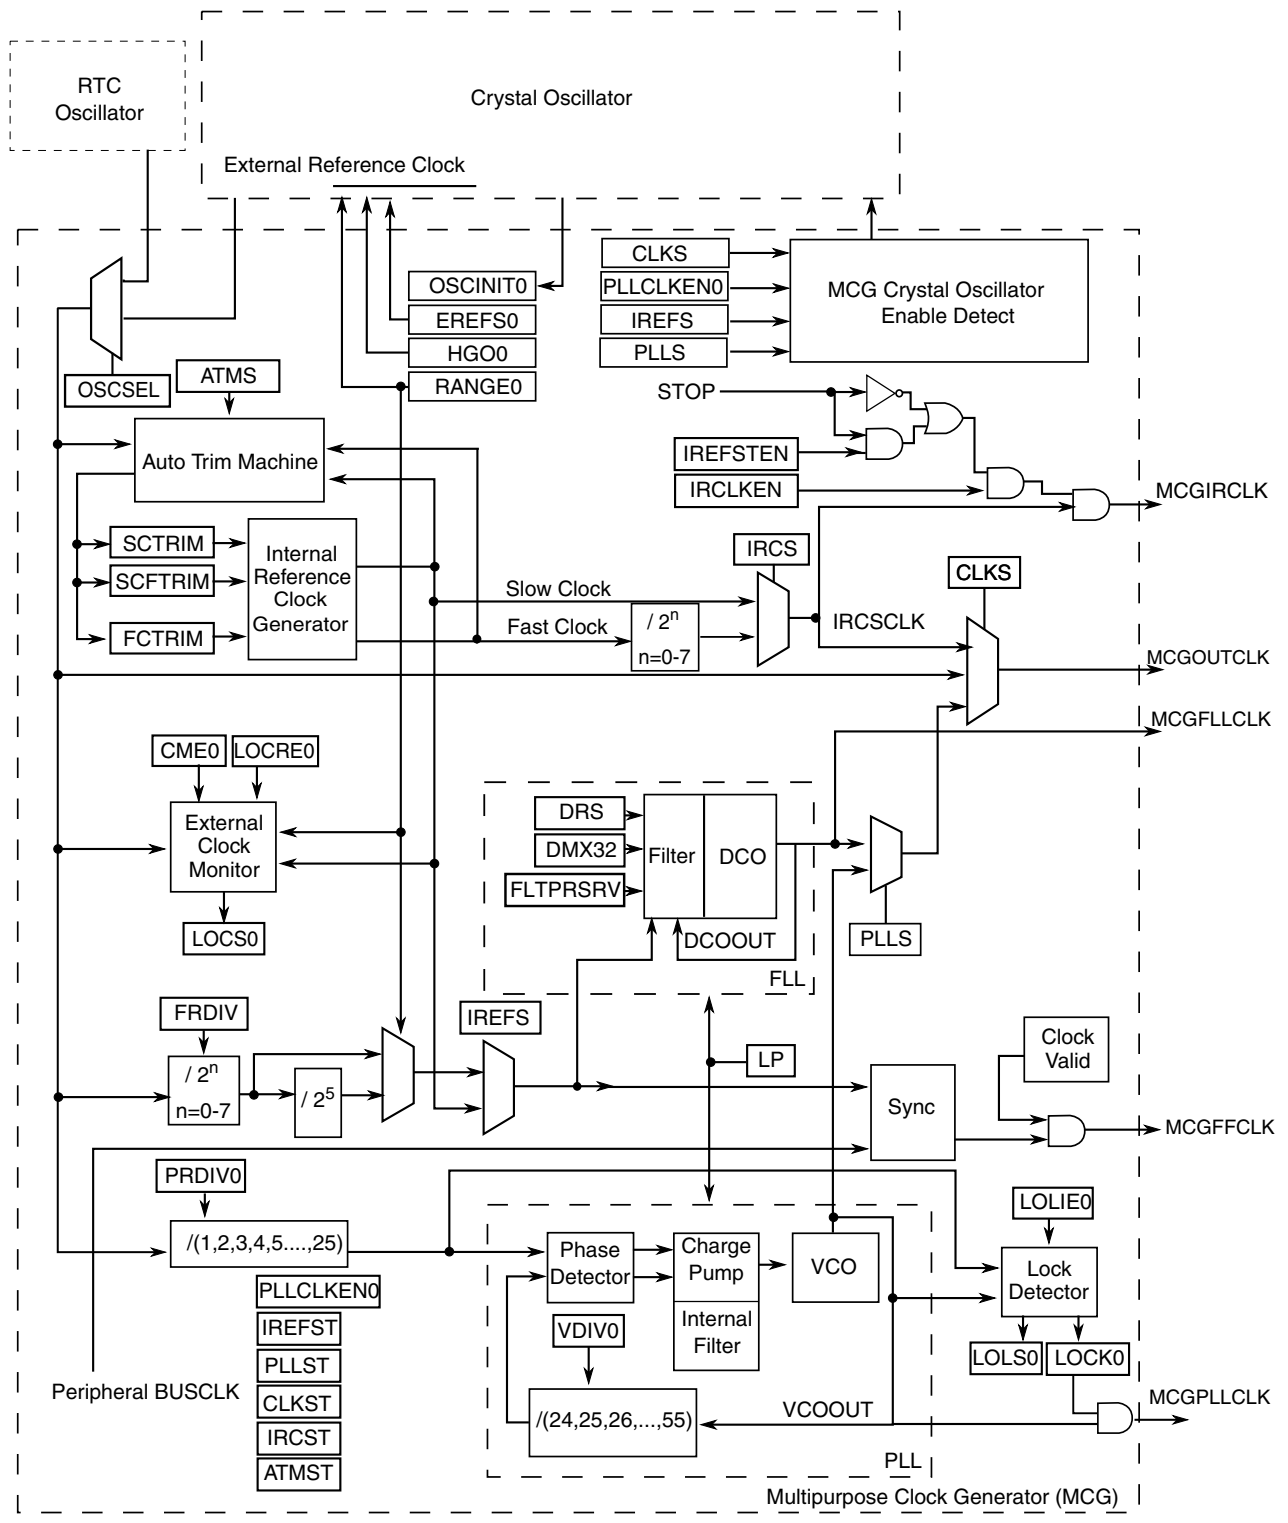 RTC
Oscillator
Crystal Oscillator
External Reference Clock
OSCINIT0
EREFS0
HGO0
RANGE0
CLKS
PLLCLKEN0
IREFS
PLLS
MCG Crystal Oscillator
Enable Detect
OSCSEL
ATMS
Auto Trim Machine
STOP
IREFSTEN
IRCLKEN
MCGIRCLK
SCTRIM
SCFTRIM
FCTRIM
Internal
Reference
Clock
Generator
Slow Clock
Fast Clock
/ 2n
n=0-7
IRCS
IRCSCLK
CLKS
MCGOUTCLK
MCGFLLCLK
CME0
LOCRE0
External
Clock
Monitor
LOCS0
DRS
DMX32
FLTPRSRV
Filter
DCO
DCOOUT
FLL
PLLS
FRDIV
/ 2n
n=0-7
/ 25
IREFS
LP
Sync
Clock
Valid
MCGFFCLK
PRDIV0
/(1,2,3,4,5....,25)
Phase
Detector
Charge
Pump
Internal
Filter
VCO
VDIV0
/(24,25,26,...,55)
VCOOUT
PLL
LOLIE0
Lock
Detector
LOLS0
LOCK0
MCGPLLCLK
PLLCLKEN0
IREFST
PLLST
CLKST
IRCST
ATMST
Peripheral BUSCLK
Multipurpose Clock Generator (MCG)